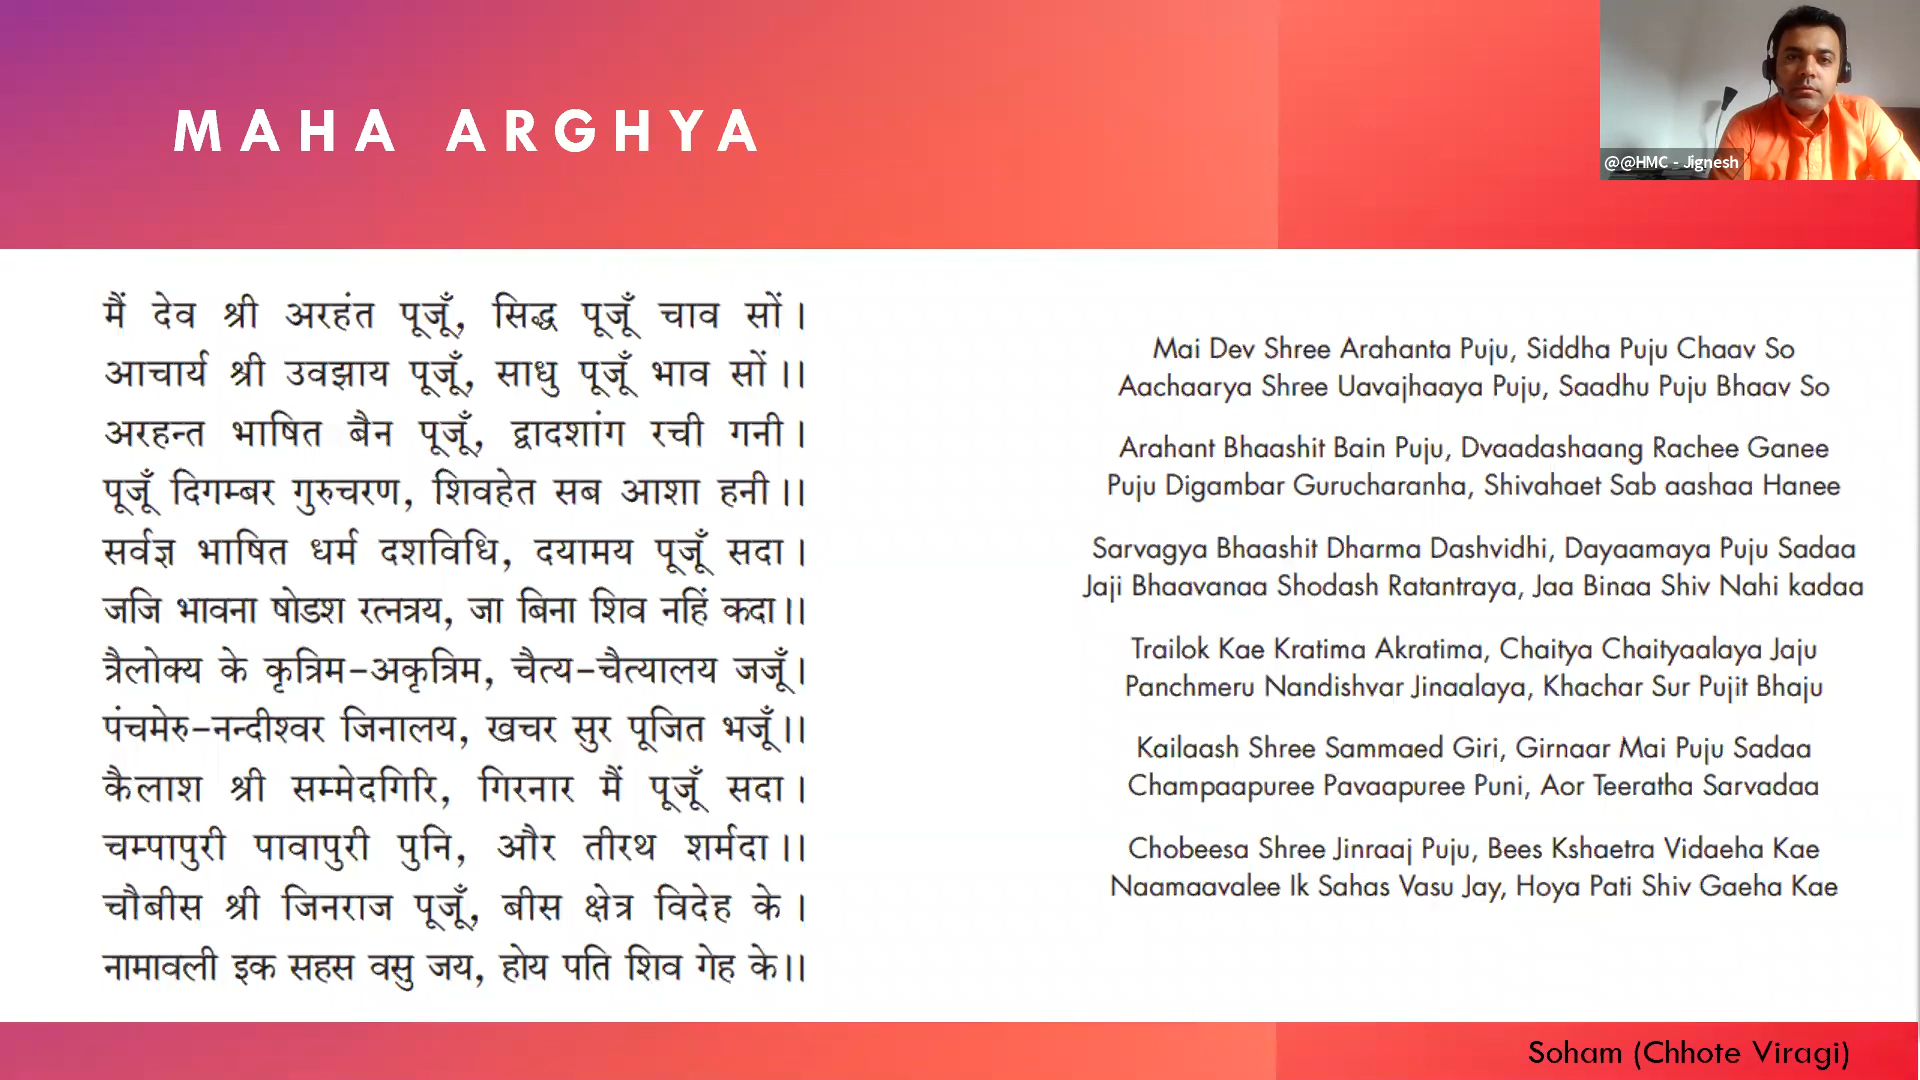 MAHA ARGHYA
@@HMC - Jignesh
मैं देव श्री अरहंत पूजूँ, सिद्ध पूजूँ चाव सों।
आचार्य श्री उवझाय पूजूँ, साधु पूजूँ भाव सों।।
अरहन्त भाषित बैन पूजूँ, द्वादशांग रची गनी।
पूजूँ दिगम्बर गुरुचरण, शिवहेत सब आशा हनी।।
सर्वज्ञ भाषित धर्म दशविधि, दयामय पूजूँ सदा।
जजि भावना षोडश रत्नत्रय, जा बिना शिव नहिं कदा।।
त्रैलोक्य के कृत्रिम-अकृत्रिम, चैत्य-चैत्यालय जजूँ।
पंचमेरु-नन्दीश्वर जिनालय, खचर सुर पूजित भजूँ।।
कैलाश श्री सम्मेदगिरि, गिरनार मैं पूजूँ सदा।
चम्पापुरी पावापुरी पुनि, और तीरथ शर्मदा।।
चौबीस श्री जिनराज पूजूँ, बीस क्षेत्र विदेह के।
नामावली इक सहस वसु जय, होय पति शिव गेह के।।
Mai Dev Shree Arahanta Puju, Siddha Puju Chaav So
Aachaarya Shree Uavajhaaya Puju, Saadhu Puju Bhaav So
Arahant Bhaashit Bain Puju, Dvaadashaang Rachee Ganee
Puju Digambar Gurucharanha, Shivahaet Sab aashaa Hanee
Sarvagya Bhaashit Dharma Dashvidhi, Dayaamaya Puju Sadaa
Jaji Bhaavanaa Shodash Ratantraya, Jaa Binaa Shiv Nahi kadaa
Trailok Kae Kratima Akratima, Chaitya Chaityaalaya Jaju
Panchmeru Nandishvar Jinaalaya, Khachar Sur Pujit Bhaju
Kailaash Shree Sammaed Giri, Girnaar Mai Puju Sadaa
Champaapuree Pavaapuree Puni, Aor Teeratha Sarvadaa
Chobeesa Shree Jinraaj Puju, Bees Kshaetra Vidaeha Kae
Naamaavalee Ik Sahas Vasu Jay, Hoya Pati Shiv Gaeha Kae
Soham (Chhote Viragi)